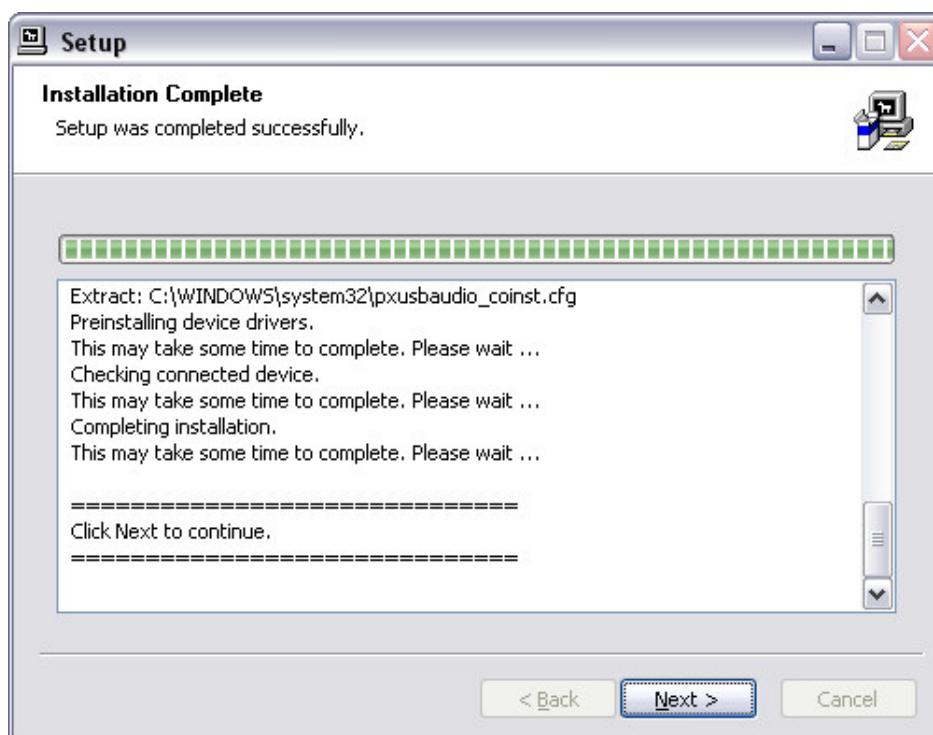 Setup
Installation Complete
Setup was completed successfully.
Extract: C:\WINDOWS\system32\pxusbaudio_coinst.cfg
Preinstalling device drivers.
This may take some time to complete. Please wait ...
Checking connected device.
This may take some time to complete. Please wait ...
Completing installation.
This may take some time to complete. Please wait ...
==============================
Click Next to continue.
==============================
< Back
Next >
Cancel